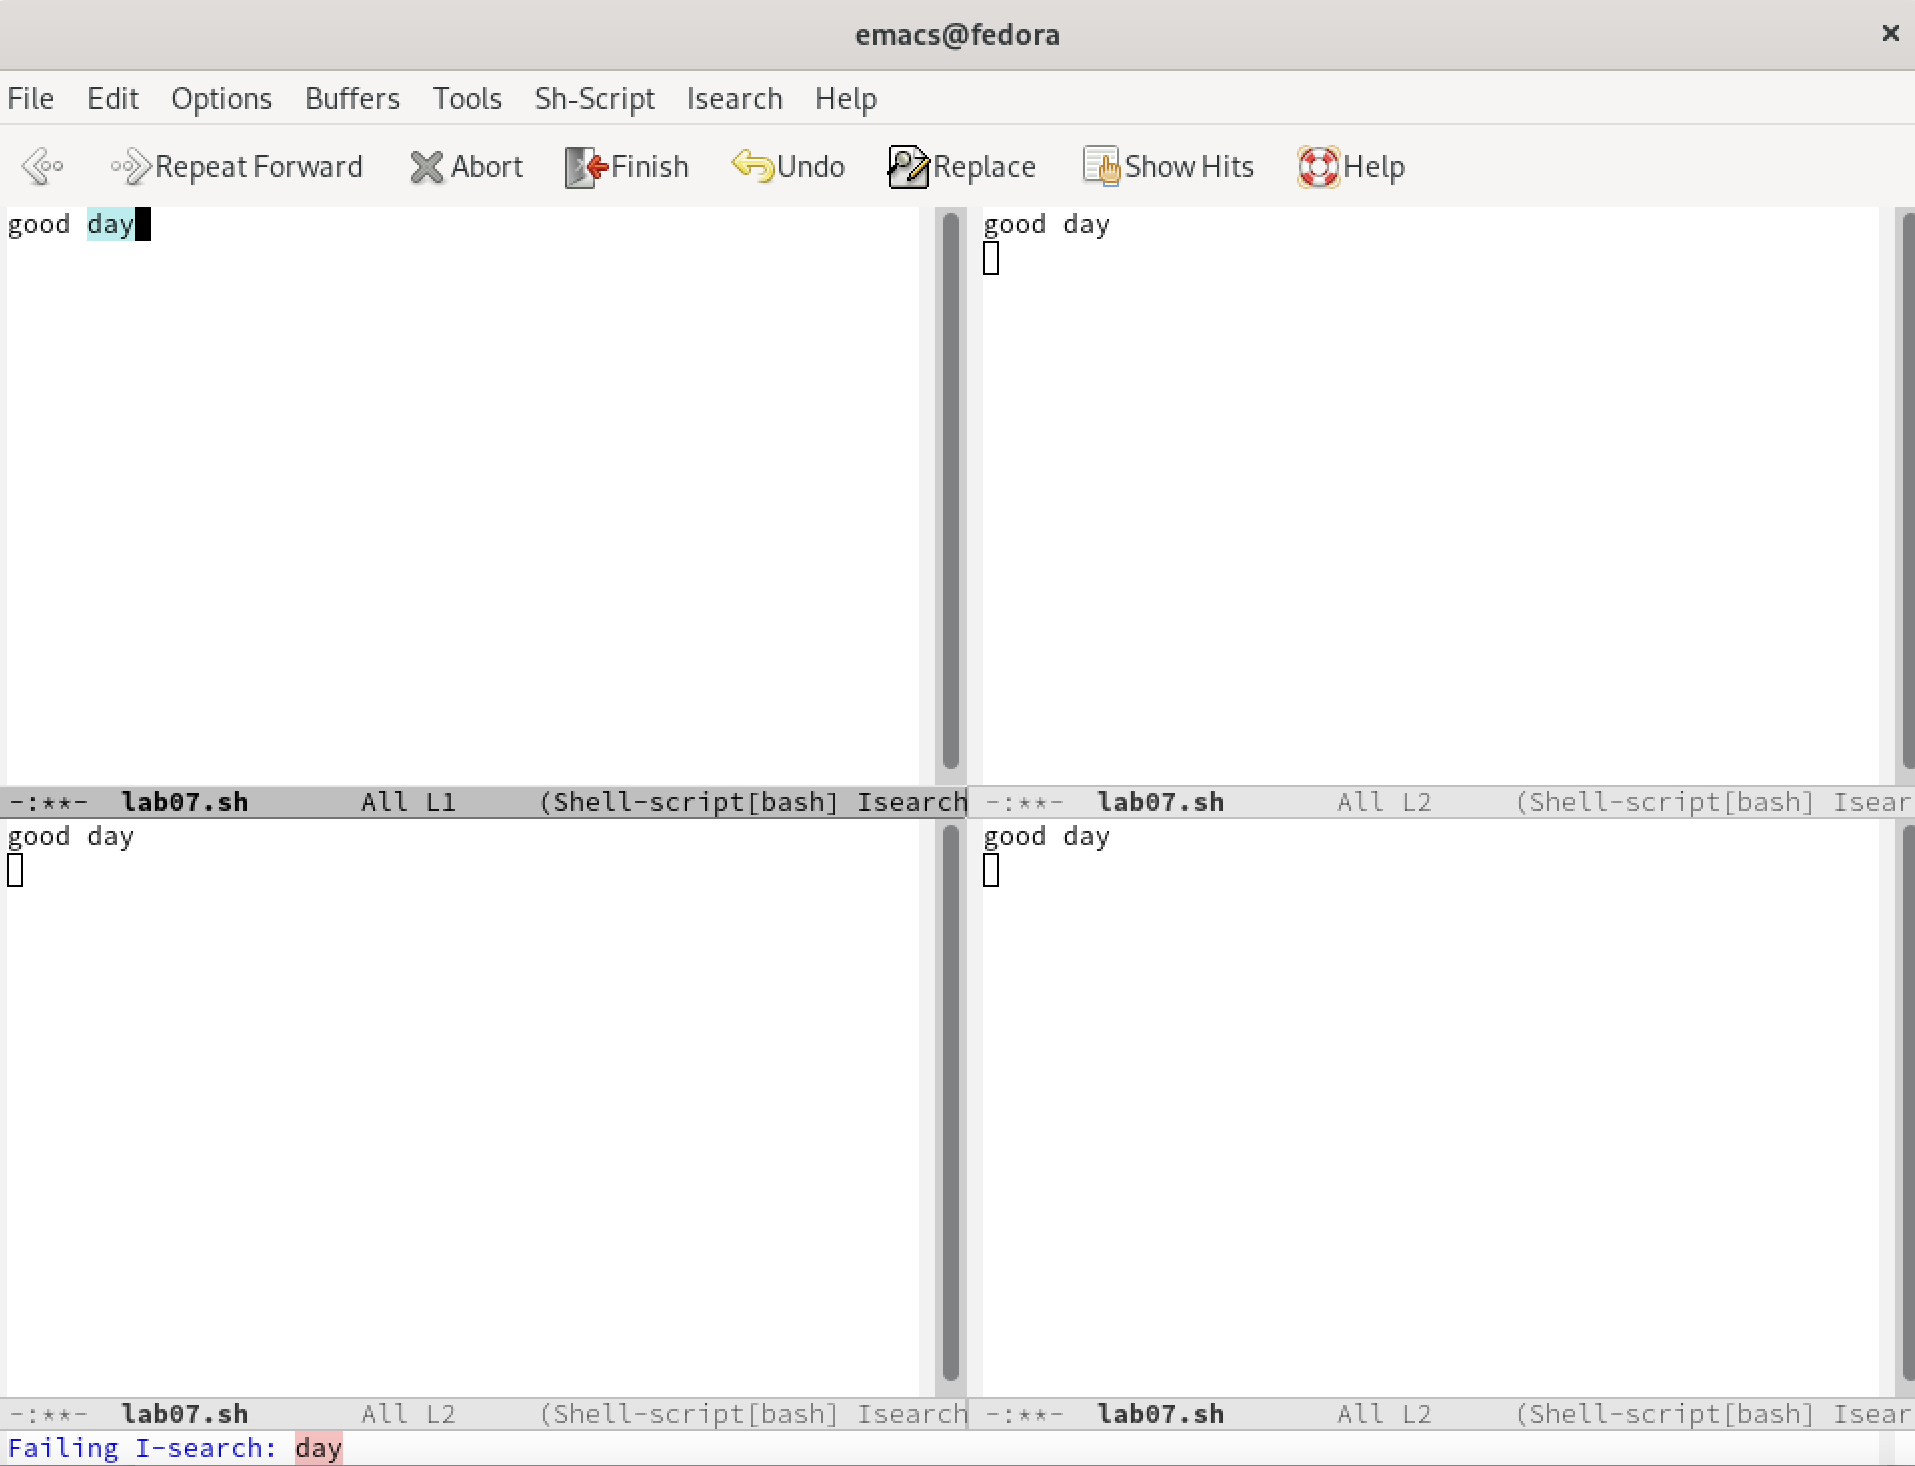 emacs@fedora
File Edit Options Buffers Tools Sh-Script Isearch Help
Repeat Forward Abort Finish Undo Replace Show Hits Help
good day
good day
-:**- lab07.sh All L1 (Shell-script[bash] Isearch
-:**- lab07.sh All L2 (Shell-script[bash] Isear
good day
good day
-:**- lab07.sh All L2 (Shell-script[bash] Isearch
-:**- lab07.sh All L2 (Shell-script[bash] Isear
Failing I-search: day